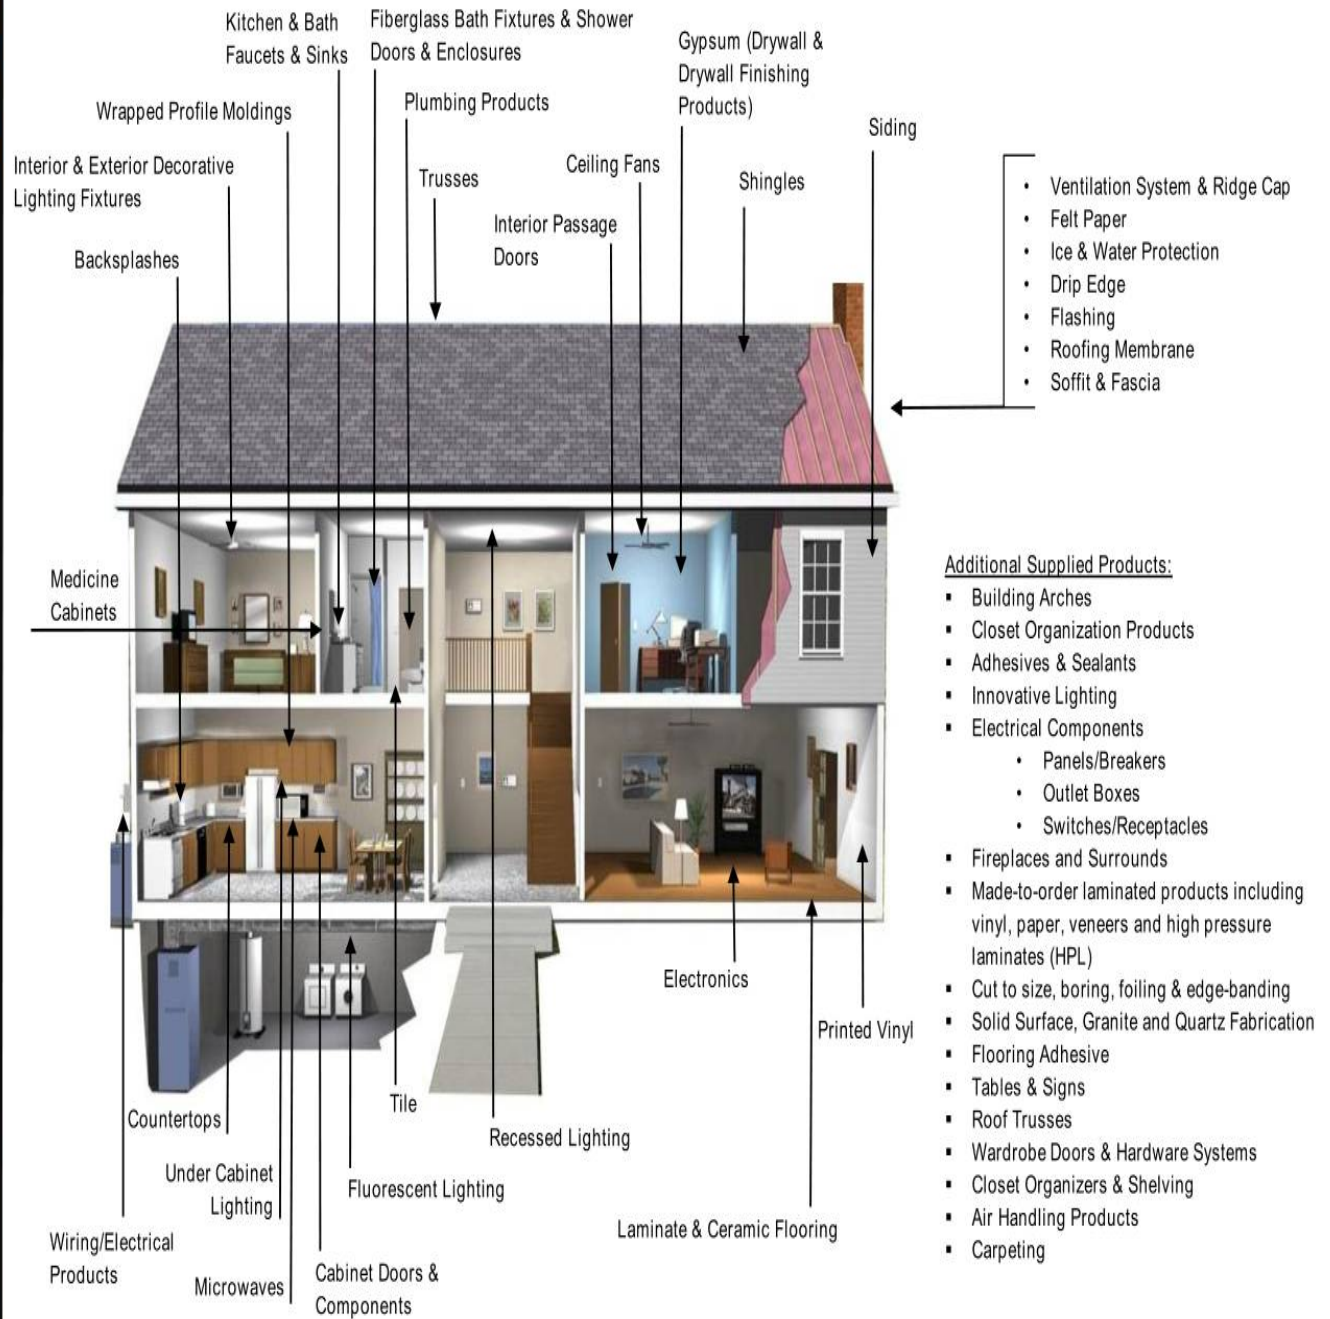 Kitchen & Bath
Faucets & Sinks
Fiberglass Bath Fixtures & Shower
Doors & Enclosures
Gypsum (Drywall &
Drywall Finishing
Products)
Wrapped Profile Moldings
Plumbing Products
Siding
Interior & Exterior Decorative
Lighting Fixtures
Trusses
Ceiling Fans
Shingles
Interior Passage
Doors
Backsplashes
• Ventilation System & Ridge Cap
• Felt Paper
• Ice & Water Protection
• Drip Edge
• Flashing
• Roofing Membrane
• Soffit & Fascia
Medicine
Cabinets
Additional Supplied Products:
▪ Building Arches
▪ Closet Organization Products
▪ Adhesives & Sealants
▪ Innovative Lighting
▪ Electrical Components
• Panels/Breakers
• Outlet Boxes
• Switches/Receptacles
▪ Fireplaces and Surrounds
▪ Made-to-order laminated products including
vinyl, paper, veneers and high pressure
laminates (HPL)
▪ Cut to size, boring, foiling & edge-banding
▪ Solid Surface, Granite and Quartz Fabrication
▪ Flooring Adhesive
▪ Tables & Signs
▪ Roof Trusses
▪ Wardrobe Doors & Hardware Systems
▪ Closet Organizers & Shelving
▪ Air Handling Products
▪ Carpeting
Electronics
Printed Vinyl
Tile
Countertops
Recessed Lighting
Under Cabinet
Lighting
Fluorescent Lighting
Laminate & Ceramic Flooring
Wiring/Electrical
Products
Microwaves
Cabinet Doors &
Components